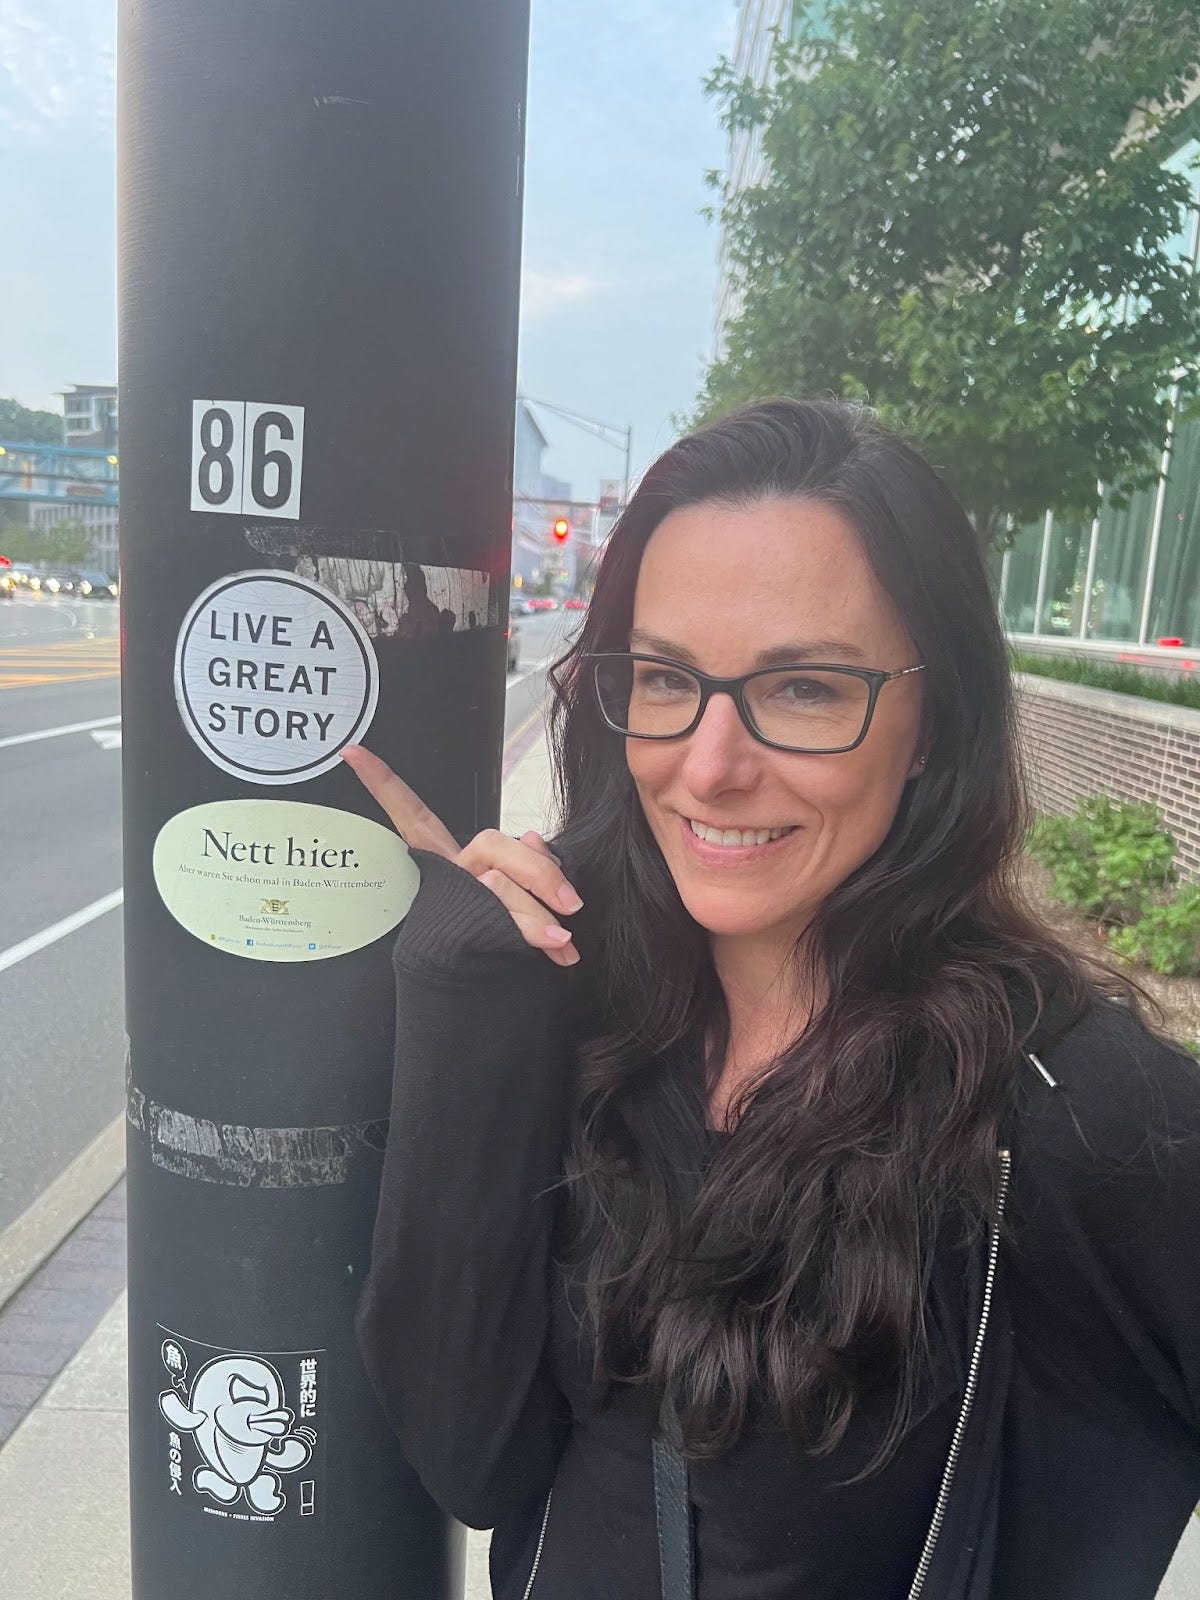 86
LIVE A
GREAT
STORY
Nett hier.
Aber waren Sie schon mal in Baden-Württemberg?
Baden-Württemberg
魚
世界的に
魚の侵入
!